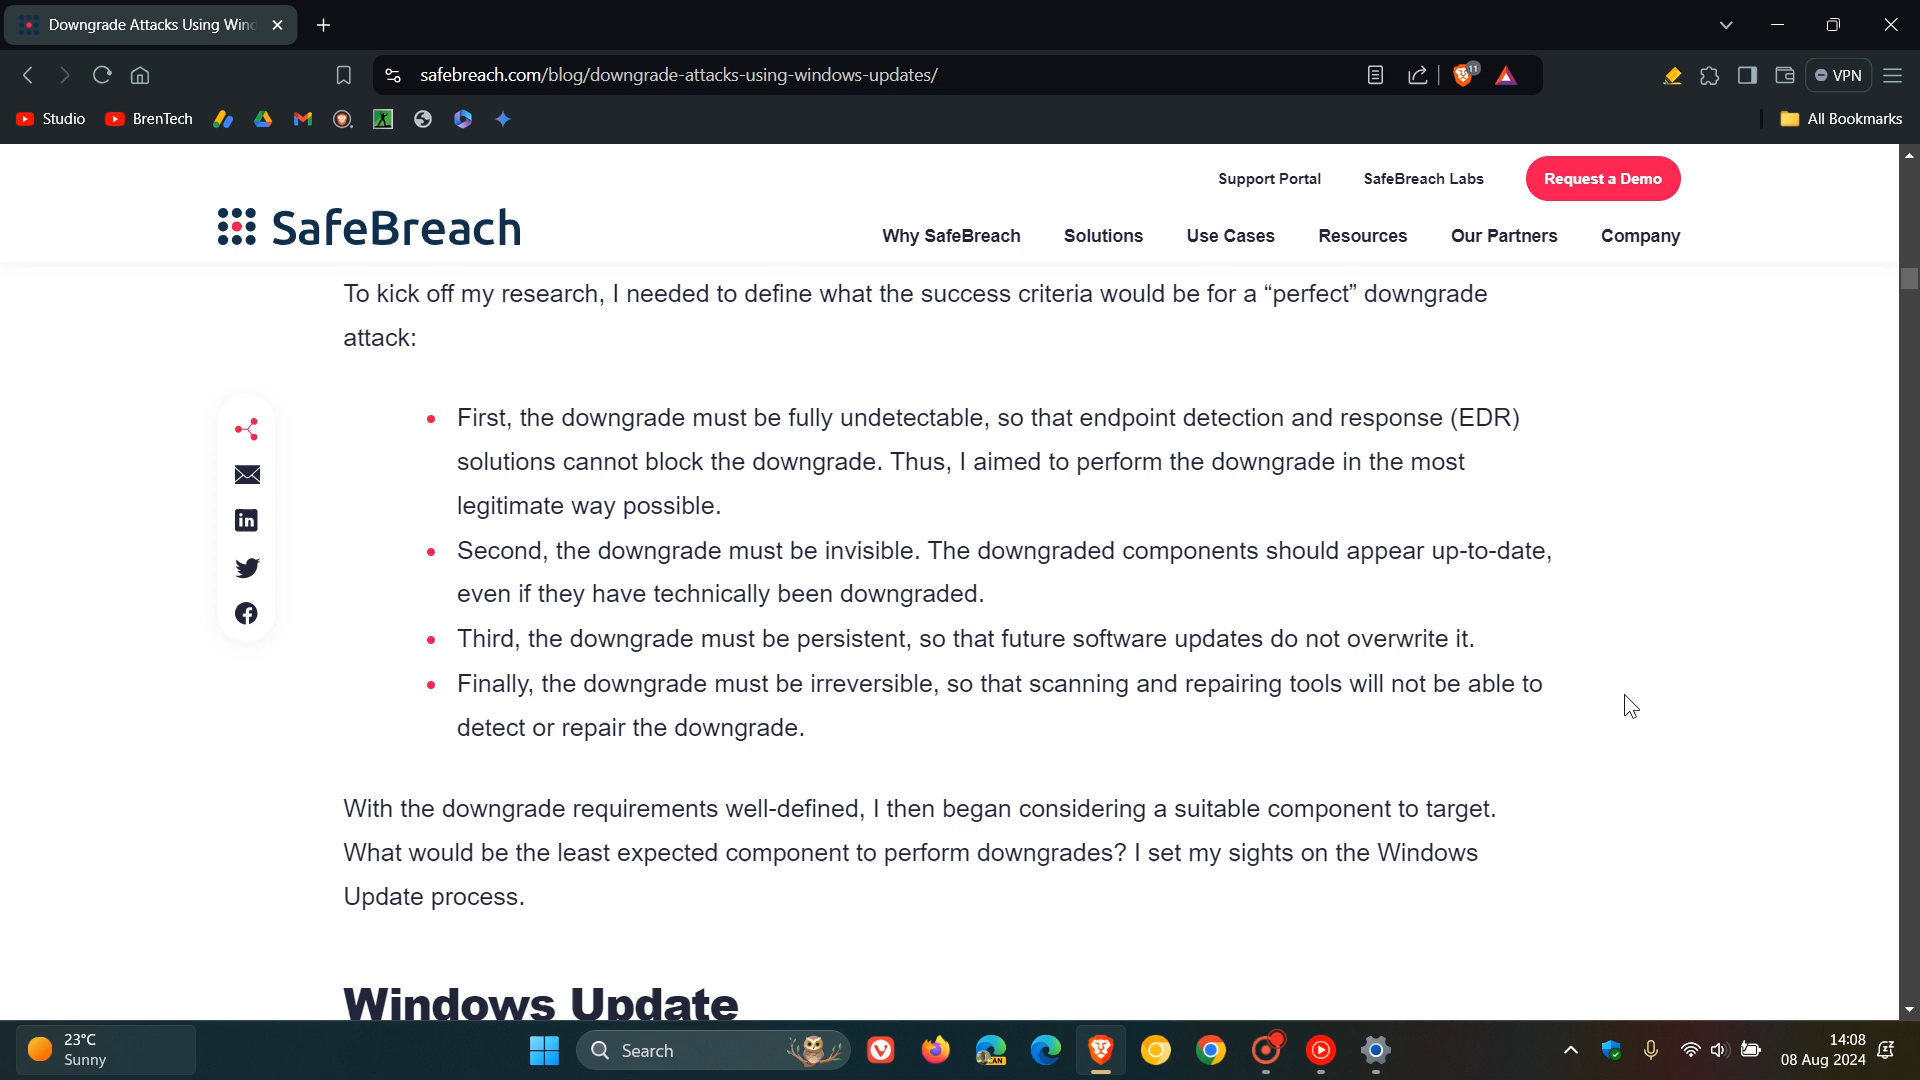 Downgrade Attacks Using Wind
safebreach.com/blog/downgrade-attacks-using-windows-updates/
11
VPN
Studio
BrenTech
All Bookmarks
Support Portal
SafeBreach Labs
Request a Demo
SafeBreach
Why SafeBreach
Solutions
Use Cases
Resources
Our Partners
Company
To kick off my research, I needed to define what the success criteria would be for a “perfect” downgrade
attack:
First, the downgrade must be fully undetectable, so that endpoint detection and response (EDR)
solutions cannot block the downgrade. Thus, I aimed to perform the downgrade in the most
legitimate way possible.
Second, the downgrade must be invisible. The downgraded components should appear up-to-date,
even if they have technically been downgraded.
Third, the downgrade must be persistent, so that future software updates do not overwrite it.
Finally, the downgrade must be irreversible, so that scanning and repairing tools will not be able to
detect or repair the downgrade.
With the downgrade requirements well-defined, I then began considering a suitable component to target.
What would be the least expected component to perform downgrades? I set my sights on the Windows
Update process.
Windows Update
23°C
Sunny
Search
CAN
14:08
08 Aug 2024